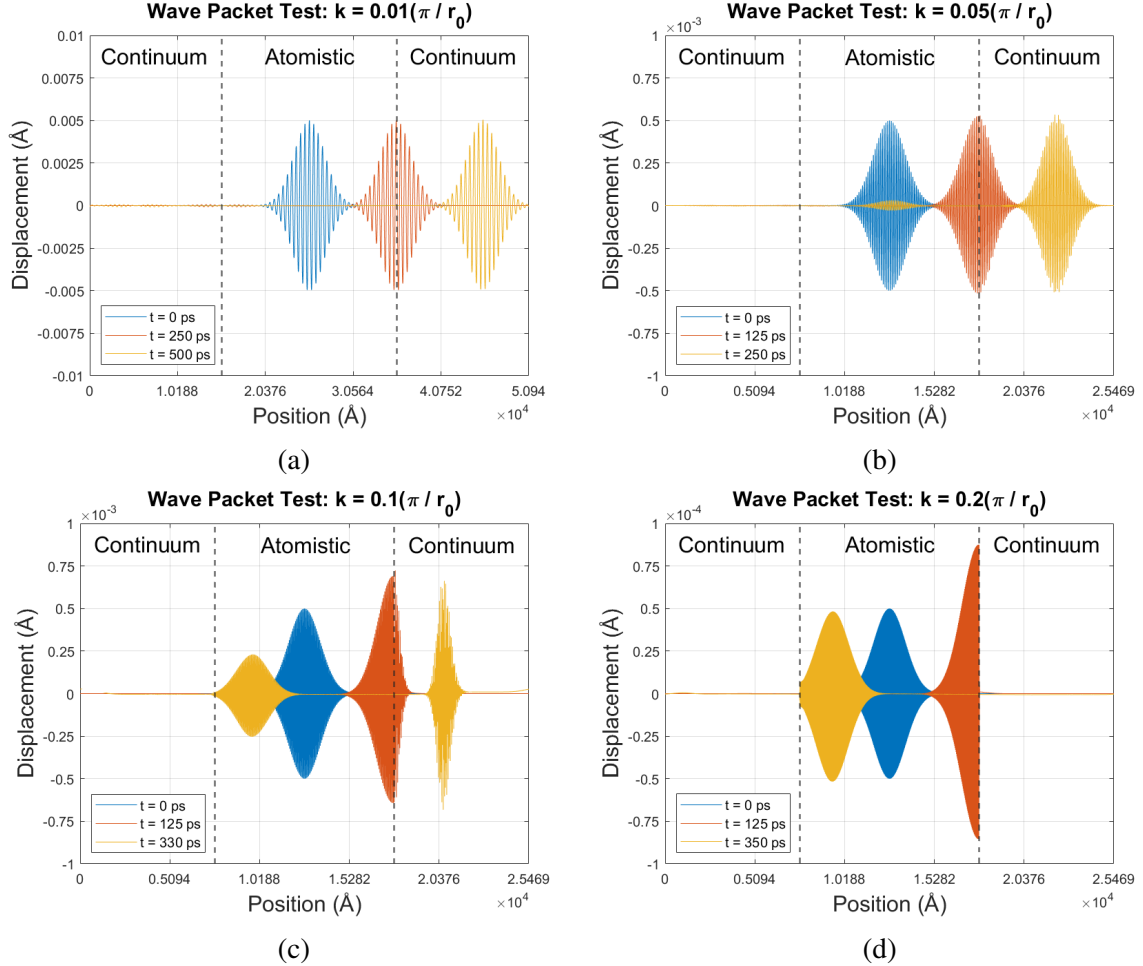 Wave Packet Test: k = 0.01(π / r₀)
Continuum Atomistic Continuum
0.01
0.0075
0.005
0.0025
0
-0.0025
-0.005
-0.0075
-0.01
Displacement (Å)
t = 0 ps
t = 250 ps
t = 500 ps
0 1.0188 2.0376 3.0564 4.0752 5.094
×10⁴
Position (Å)
(a)
Wave Packet Test: k = 0.05(π / r₀)
×10⁻³
Continuum Atomistic Continuum
1
0.75
0.5
0.25
0
-0.25
-0.5
-0.75
-1
Displacement (Å)
t = 0 ps
t = 125 ps
t = 250 ps
0 0.5094 1.0188 1.5282 2.0376 2.5469
×10⁴
Position (Å)
(b)
Wave Packet Test: k = 0.1(π / r₀)
×10⁻³
Continuum Atomistic Continuum
1
0.75
0.5
0.25
0
-0.25
-0.5
-0.75
-1
Displacement (Å)
t = 0 ps
t = 125 ps
t = 330 ps
0 0.5094 1.0188 1.5282 2.0376 2.5469
×10⁴
Position (Å)
(c)
Wave Packet Test: k = 0.2(π / r₀)
×10⁻⁴
Continuum Atomistic Continuum
1
0.75
0.5
0.25
0
-0.25
-0.5
-0.75
-1
Displacement (Å)
t = 0 ps
t = 125 ps
t = 350 ps
0 0.5094 1.0188 1.5282 2.0376 2.5469
×10⁴
Position (Å)
(d)